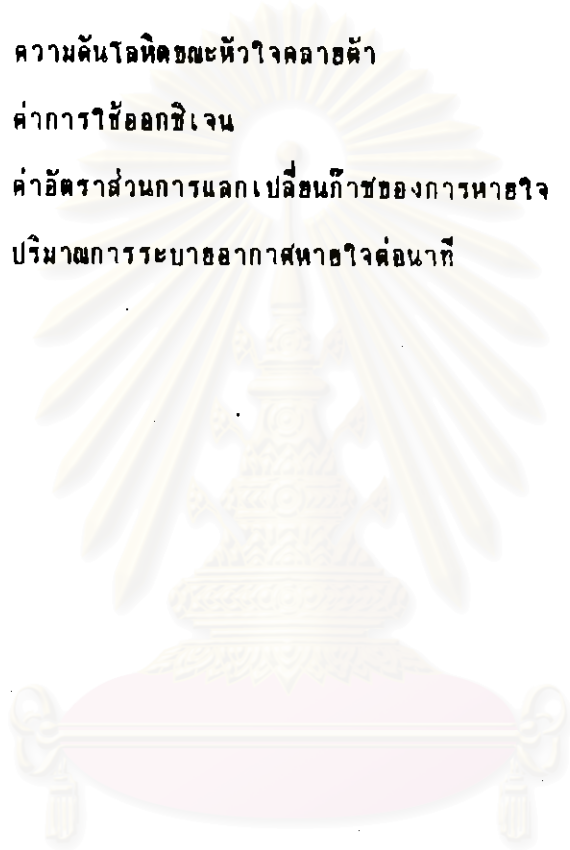 ความดันโลหิตขณะหัวใจคลายตัว
ค่าการใช้ออกซิเจน
ค่าอัตราส่วนการแลกเปลี่ยนก๊าซของการหายใจ
ปริมาณการระบายอากาศหายใจต่อนาที